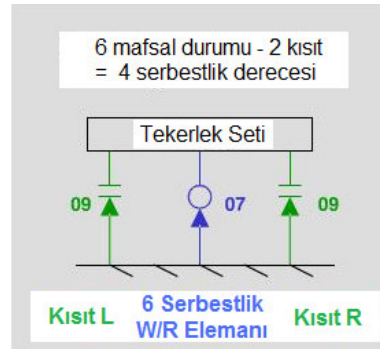 6 mafsal durumu - 2 kısıt
= 4 serbestlik derecesi
Tekerlek Seti
09
07
09
Kısıt L
6 Serbestlik
W/R Elemanı
Kısıt R